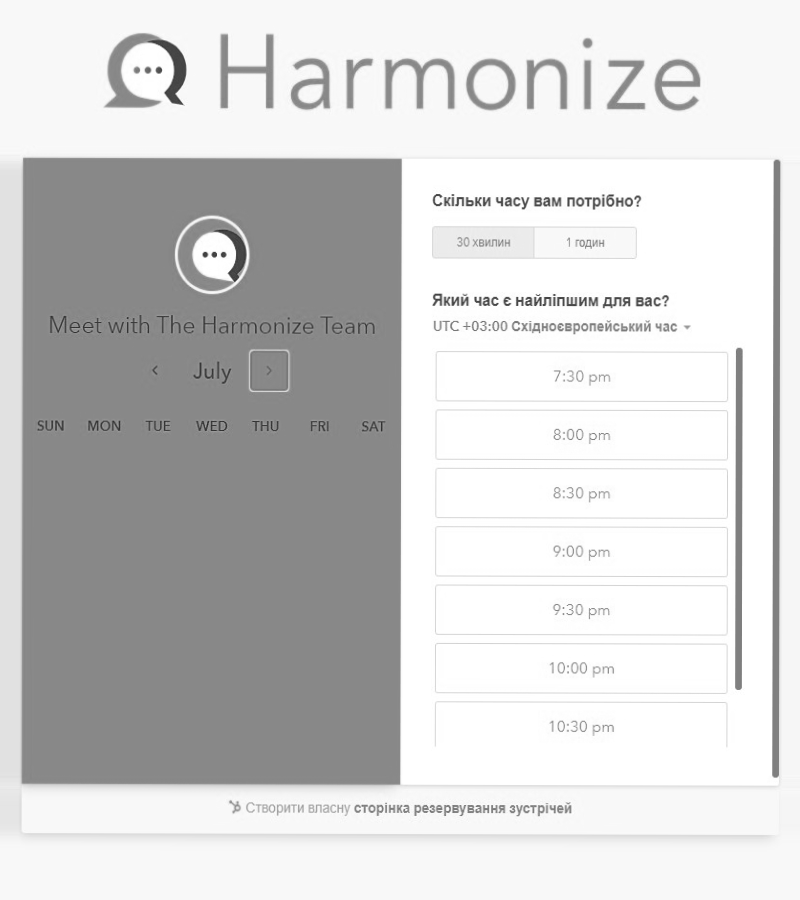 Harmonize
Meet with The Harmonize Team
‹ July ›
SUN MON TUE WED THU FRI SAT
Скільки часу вам потрібно?
30 хвилин 1 годин
Який час є найліпшим для вас?
UTC +03:00 Східноєвропейський час
7:30 pm
8:00 pm
8:30 pm
9:00 pm
9:30 pm
10:00 pm
10:30 pm
Створити власну сторінка резервування зустрічей